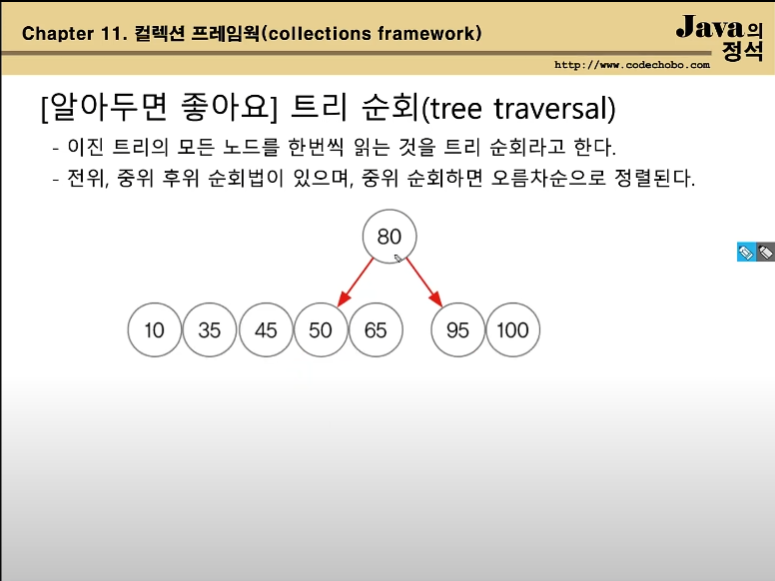 Chapter 11. 컬렉션 프레임웍(collections framework)
Java의
정석
http://www.codechobo.com
[알아두면 좋아요] 트리 순회(tree traversal)
- 이진 트리의 모든 노드를 한번씩 읽는 것을 트리 순회라고 한다.
- 전위, 중위 후위 순회법이 있으며, 중위 순회하면 오름차순으로 정렬된다.
80
10 35 45 50 65 95 100